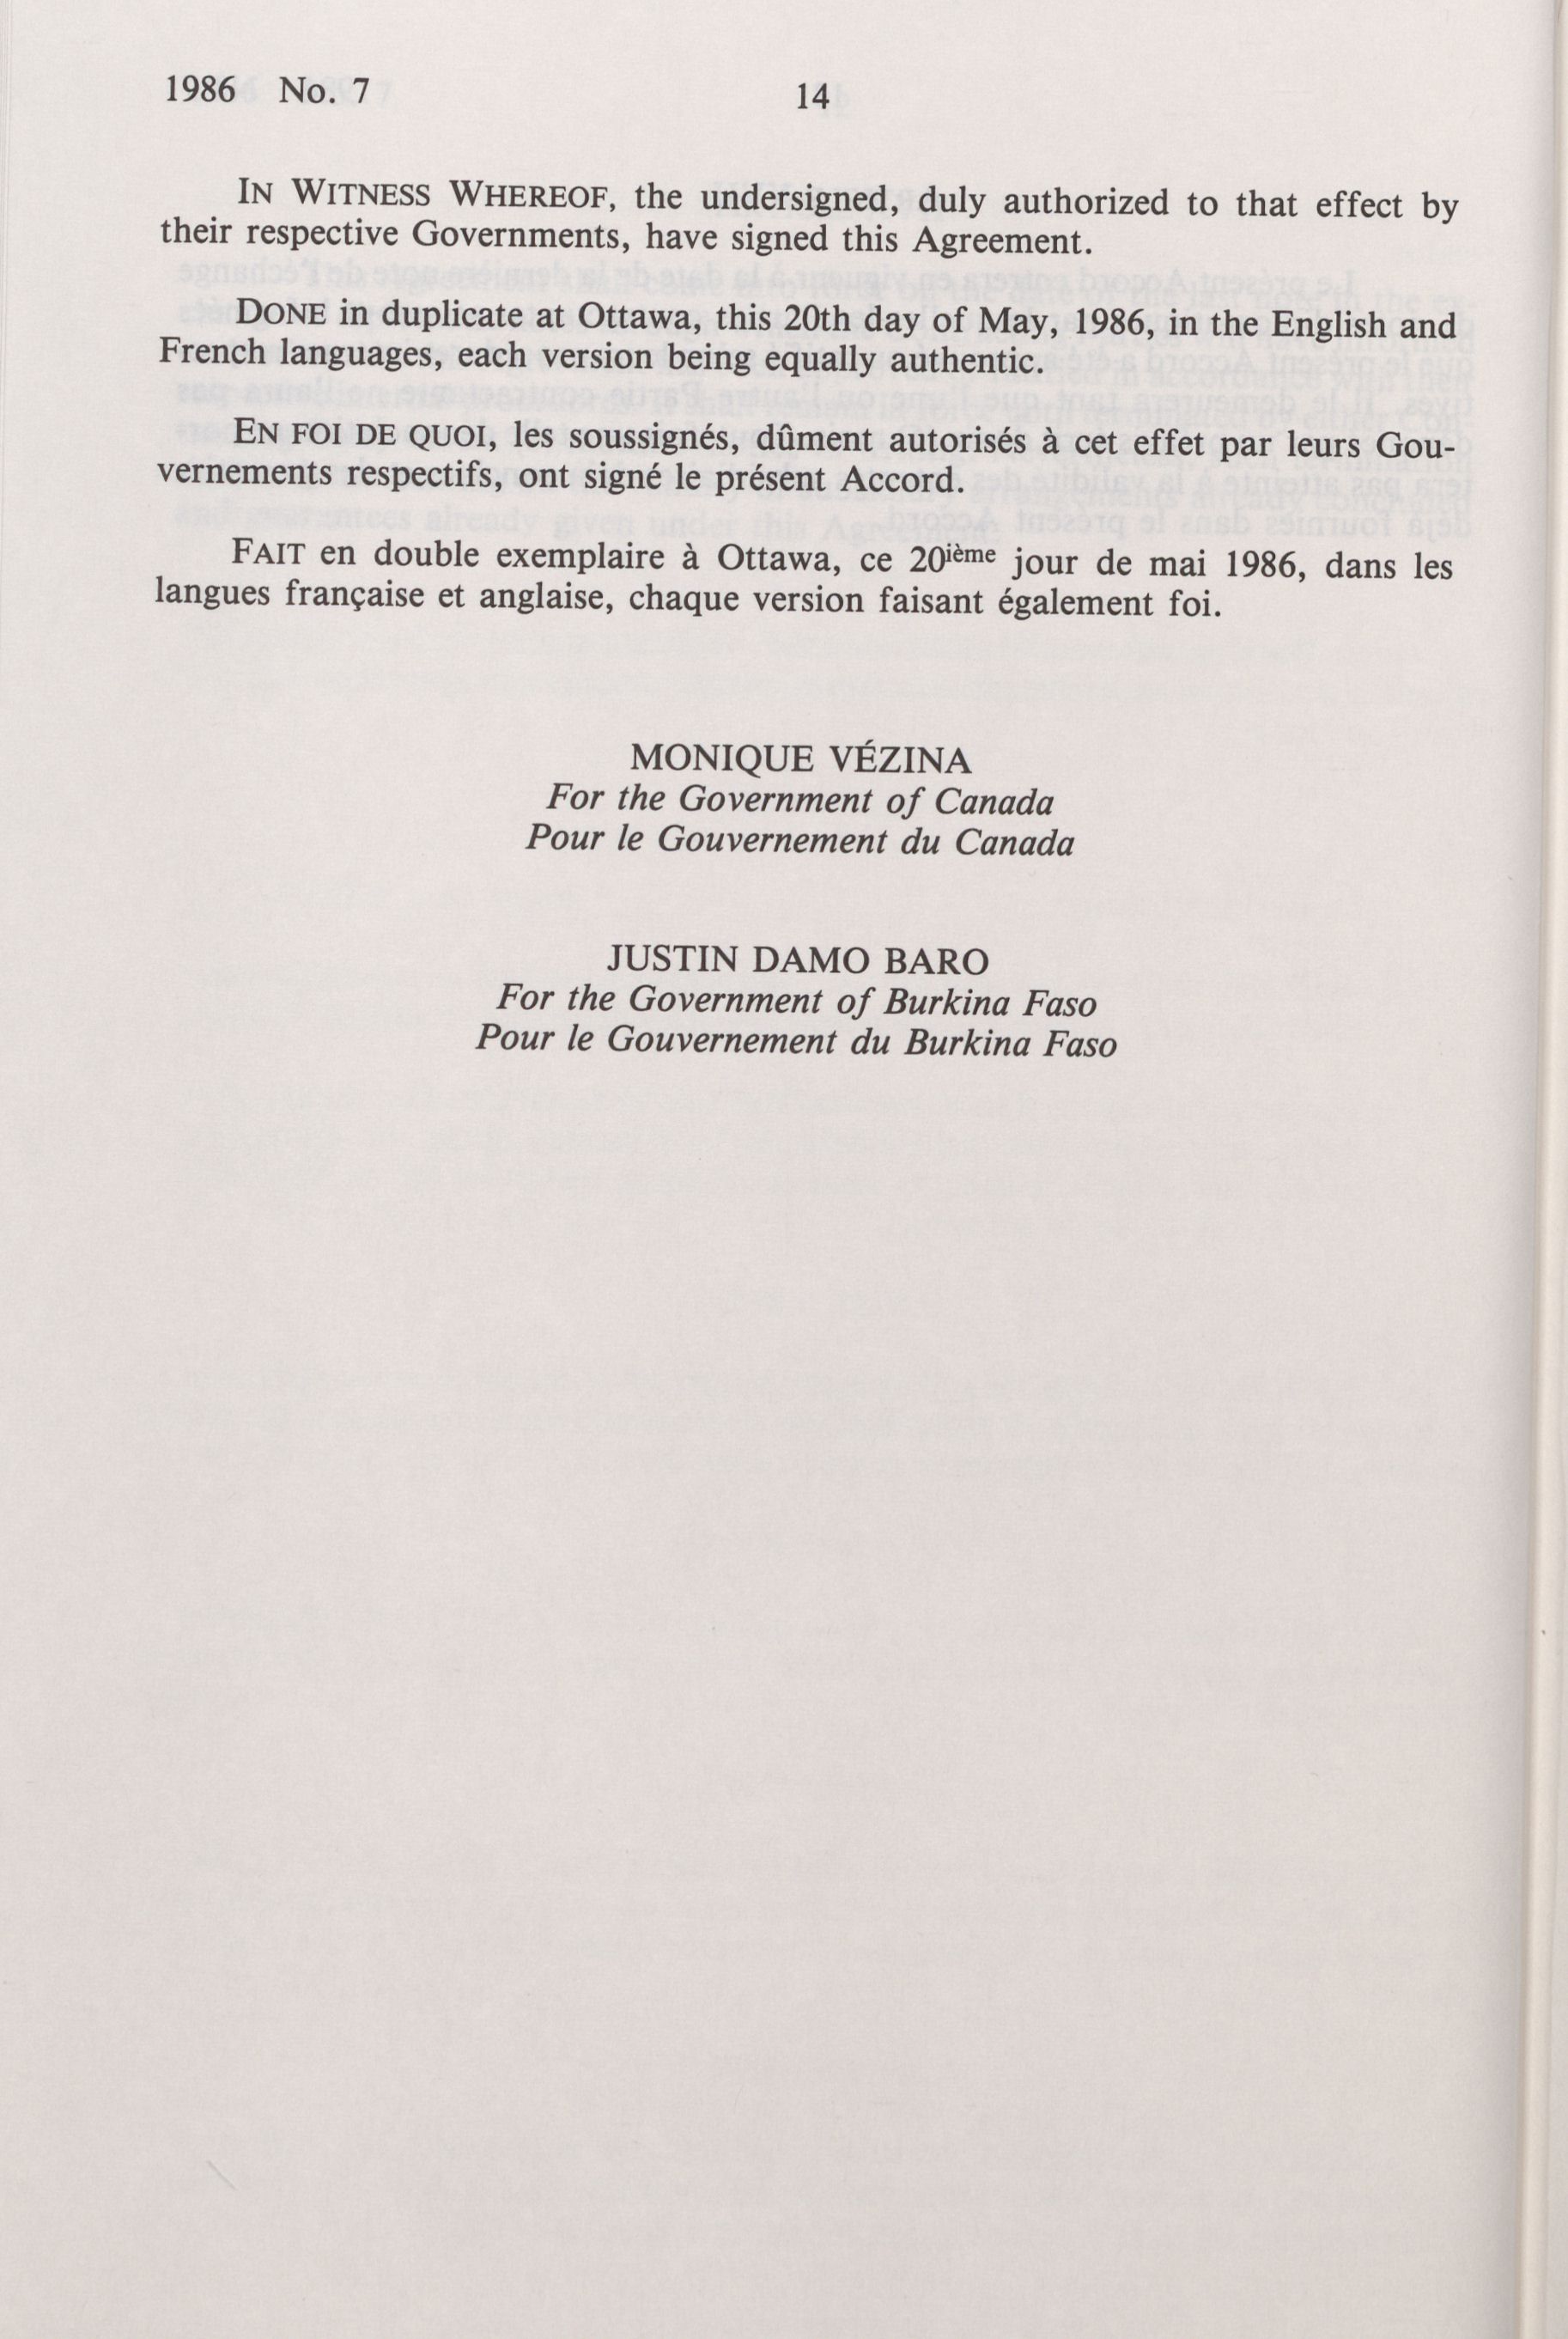 1986 No. 7
14
IN WITNESS WHEREOF, the undersigned, duly authorized to that effect by
their respective Governments, have signed this Agreement.
DONE in duplicate at Ottawa, this 20th day of May, 1986, in the English and
French languages, each version being equally authentic.
EN FOI DE QUOI, les soussignés, dûment autorisés à cet effet par leurs Gou-
vernements respectifs, ont signé le présent Accord.
FAIT en double exemplaire à Ottawa, ce 20ième jour de mai 1986, dans les
langues française et anglaise, chaque version faisant également foi.
MONIQUE VÉZINA
For the Government of Canada
Pour le Gouvernement du Canada
JUSTIN DAMO BARO
For the Government of Burkina Faso
Pour le Gouvernement du Burkina Faso